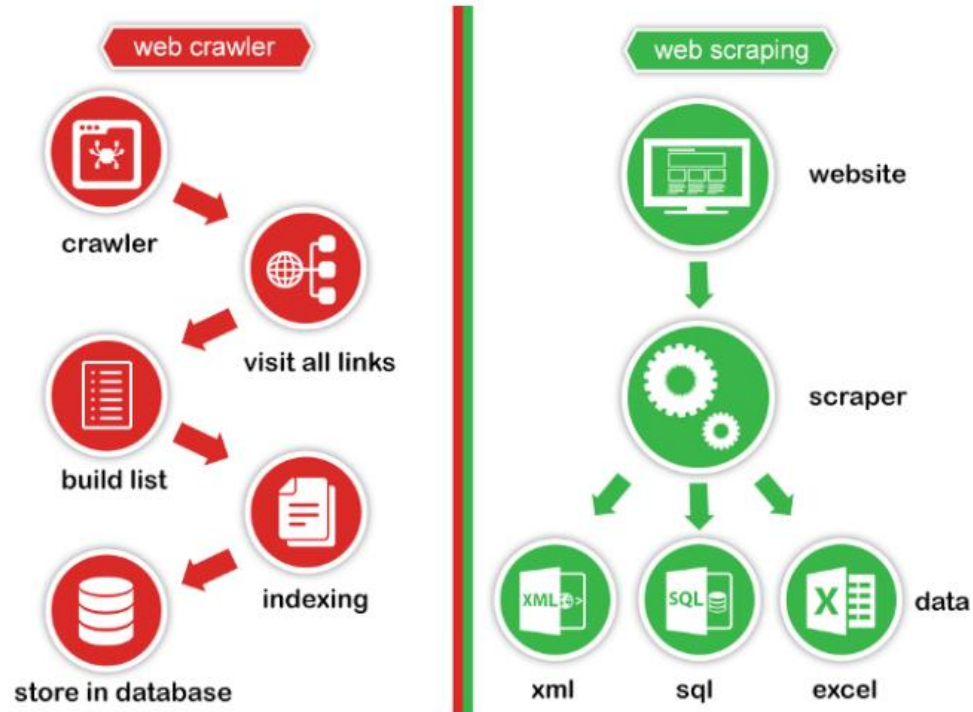 web crawler
crawler
visit all links
build list
indexing
store in database
web scraping
website
scraper
XML
SQL
X
data
xml
sql
excel